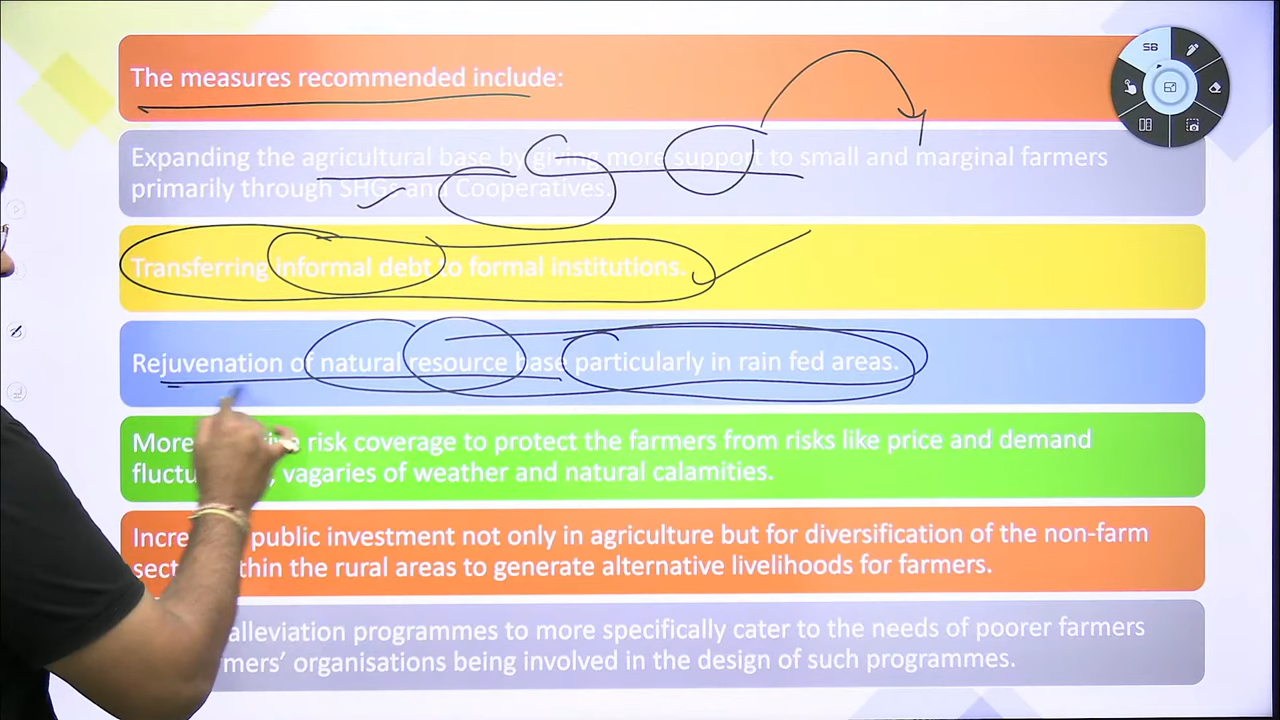 The measures recommended include:
SB
Expanding the agricultural base by giving more support to small and marginal farmers
primarily through SHGs and Cooperatives.
Transferring informal debt to formal institutions.
Rejuvenation of natural resource base particularly in rain fed areas.
More risk coverage to protect the farmers from risks like price and demand
vagaries of weather and natural calamities.
public investment not only in agriculture but for diversification of the non-farm
the rural areas to generate alternative livelihoods for farmers.
alleviation programmes to more specifically cater to the needs of poorer farmers
organisations being involved in the design of such programmes.